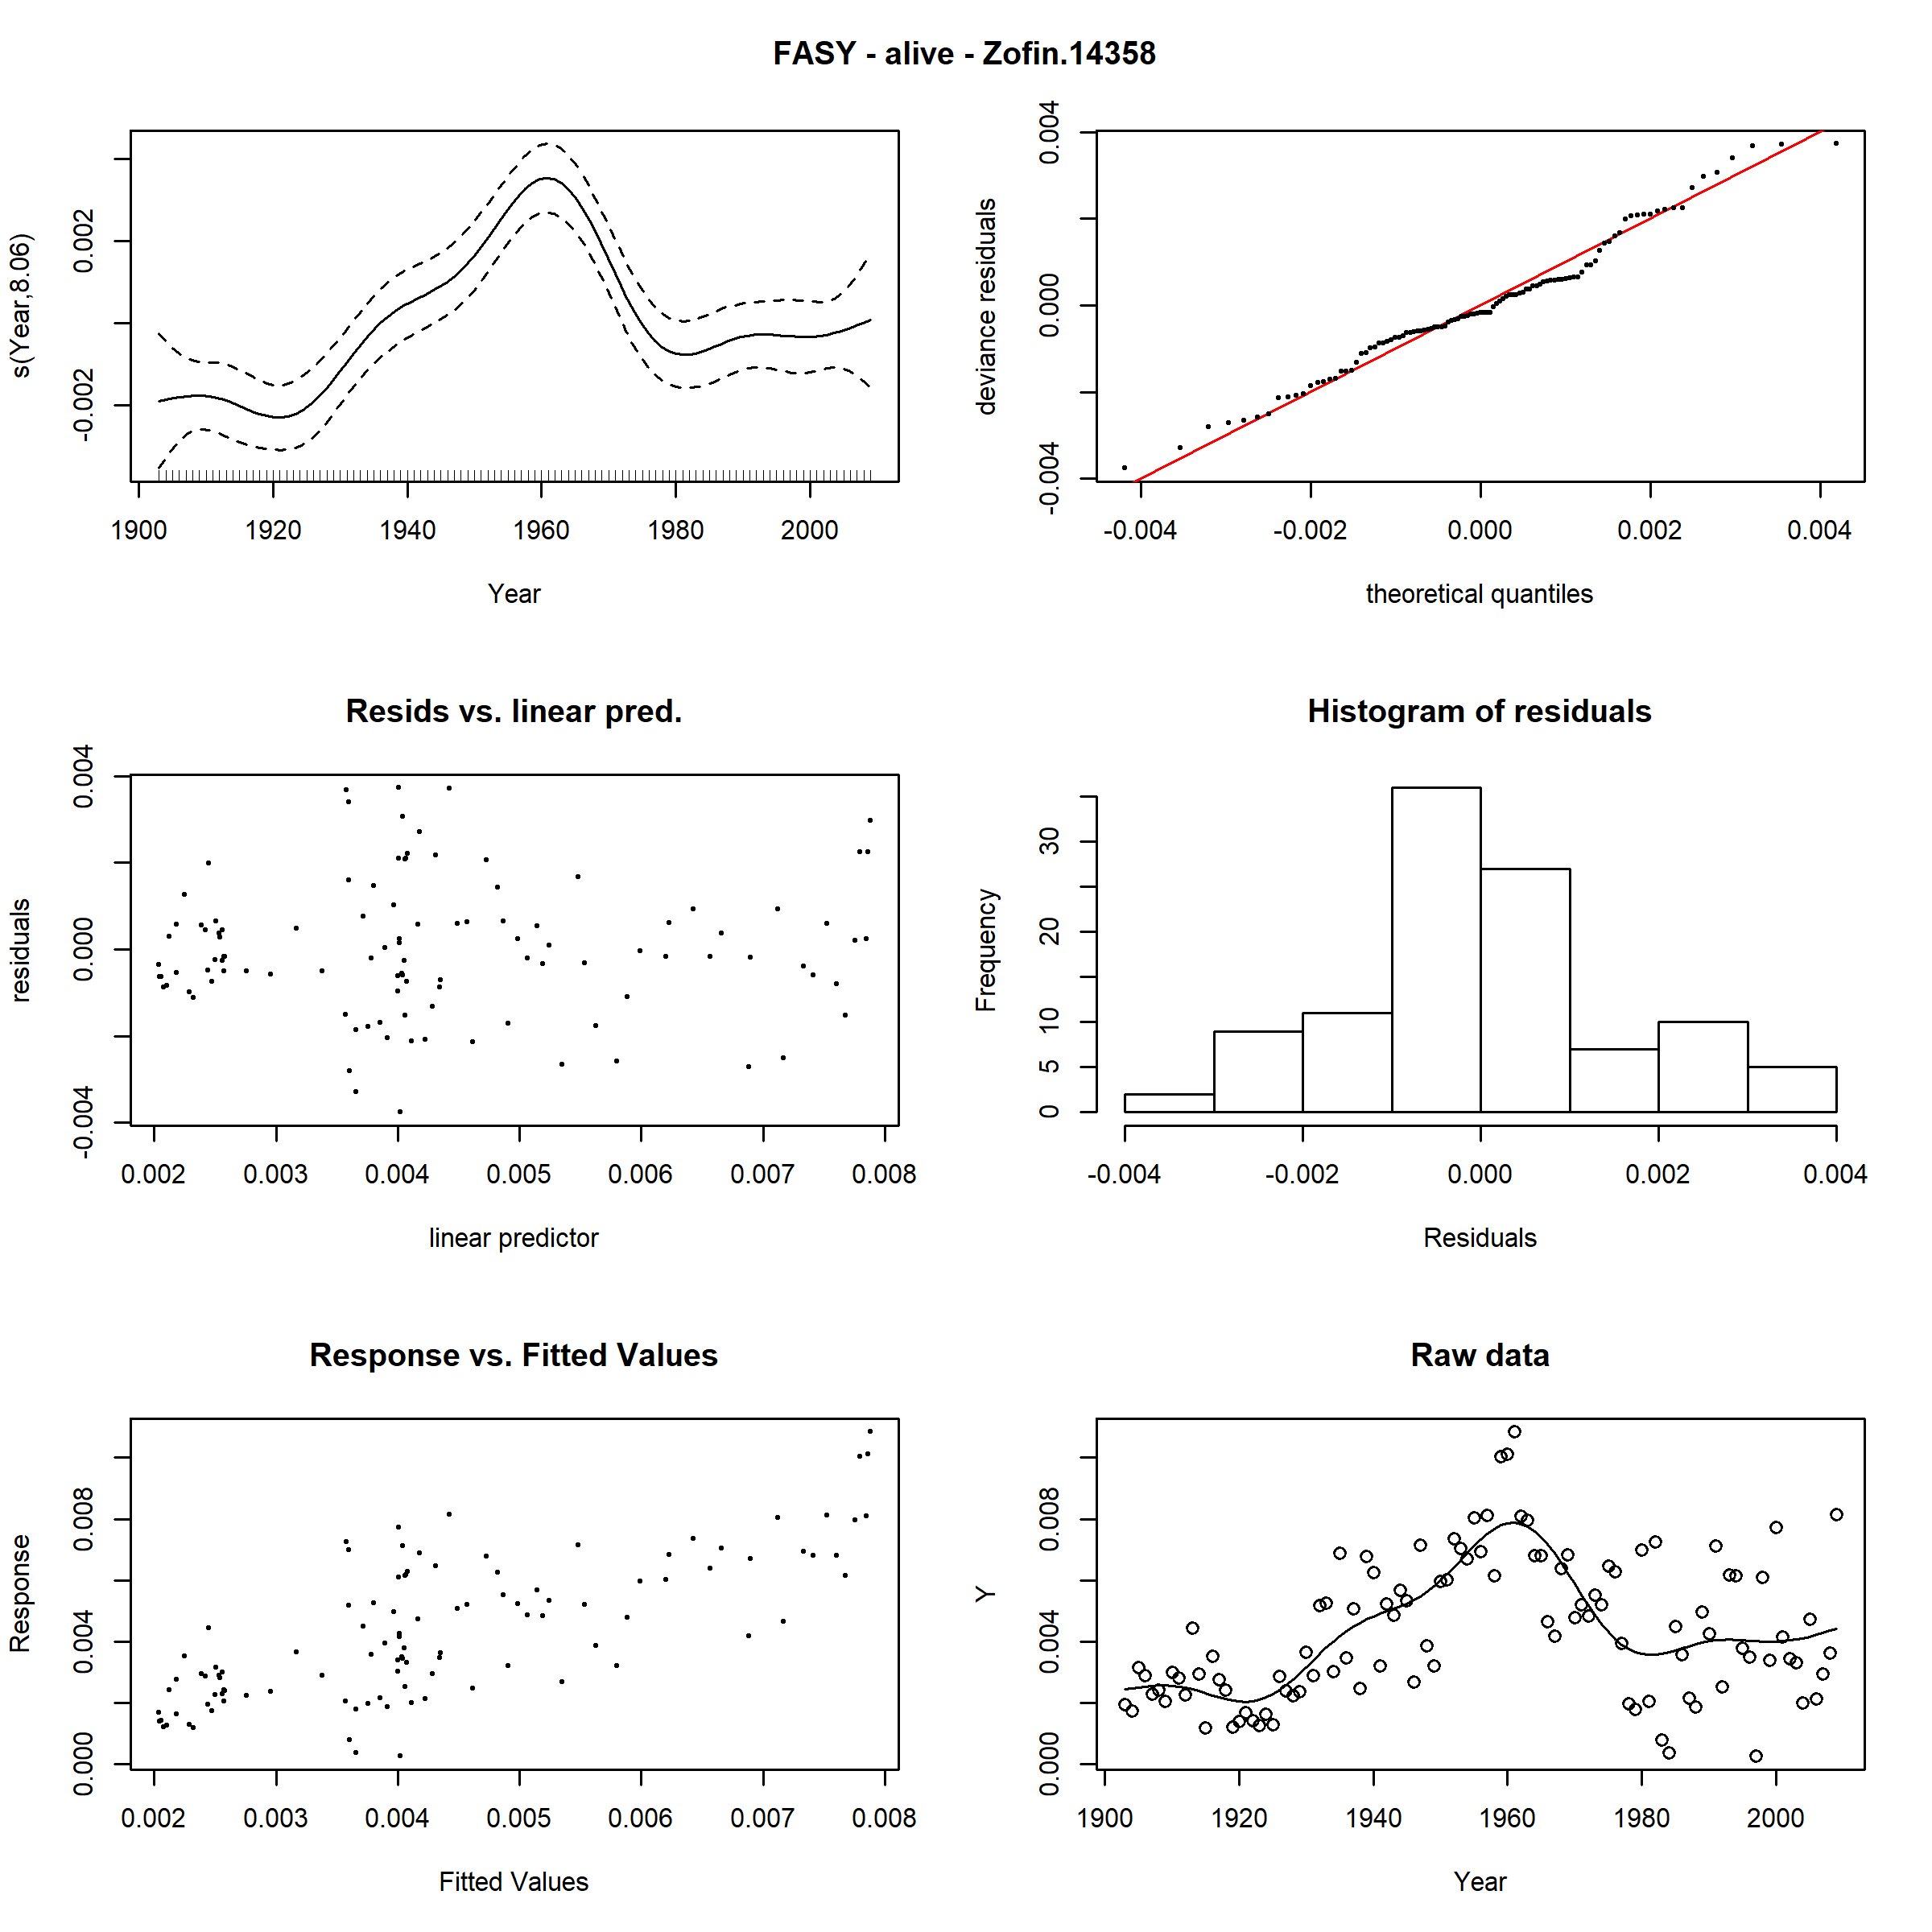 FASY - alive - Zofin.14358
s(Year,8.06)
-0.002 0.002
1900 1920 1940 1960 1980 2000
Year
deviance residuals
-0.004 0.000 0.004
-0.004 -0.002 0.000 0.002 0.004
theoretical quantiles
Resids vs. linear pred.
residuals
-0.004 0.000 0.004
0.002 0.003 0.004 0.005 0.006 0.007 0.008
linear predictor
Histogram of residuals
Frequency
0 5 10 20 30
-0.004 -0.002 0.000 0.002 0.004
Residuals
Response vs. Fitted Values
Response
0.000 0.004 0.008
0.002 0.003 0.004 0.005 0.006 0.007 0.008
Fitted Values
Raw data
Y
0.000 0.004 0.008
1900 1920 1940 1960 1980 2000
Year